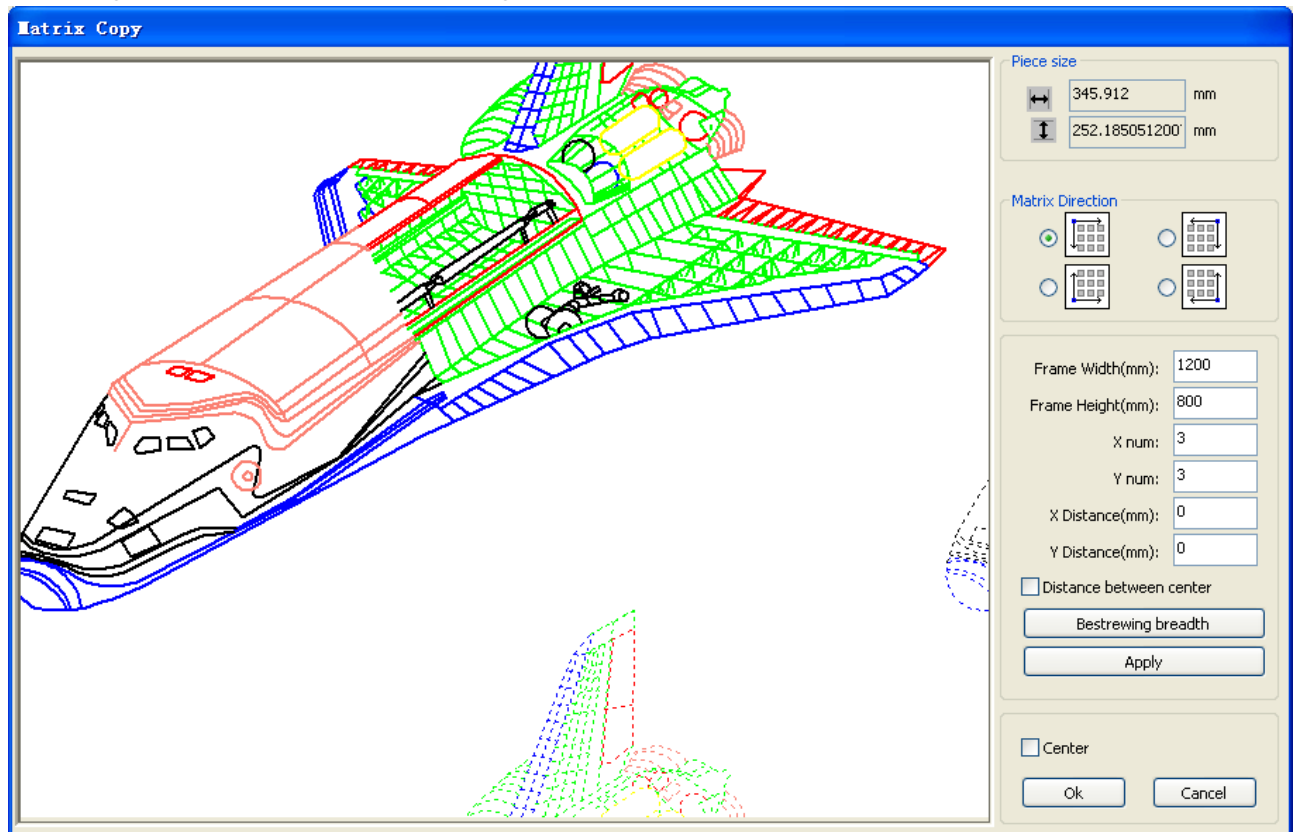 Matrix Copy
Piece size
345.912 mm
252.185051200 mm
Matrix Direction
Frame Width(mm): 1200
Frame Height(mm): 800
X num: 3
Y num: 3
X Distance(mm): 0
Y Distance(mm): 0
Distance between center
Bestrewing breadth
Apply
Center
Ok Cancel